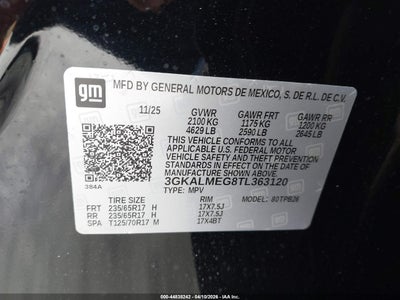 gm
MFD BY GENERAL MOTORS DE MEXICO, S. DE R.L. DE C.V.
11/25 GVWR GAWR FRT GAWR RR
2100 KG 1175 KG 1200 KG
4629 LB 2590 LB 2645 LB
THIS VEHICLE CONFORMS TO ALL APPLICABLE
U.S. FEDERAL MOTOR VEHICLE SAFETY, BUMPER,
AND THEFT PREVENTION STANDARDS IN EFFECT
ON THE DATE OF MANUFACTURE SHOWN ABOVE.
3GKALMEG8TL363120
384A
TYPE: MPV MODEL: 80TPB26
TIRE SIZE RIM
FRT 235/65R17 H 17X7.5J
RR 235/65R17 H 17X7.5J
SPA T125/70R17 M 17X4BT
IMAGE - 0@0 - 44838242 - 04/10/2026 - IAA